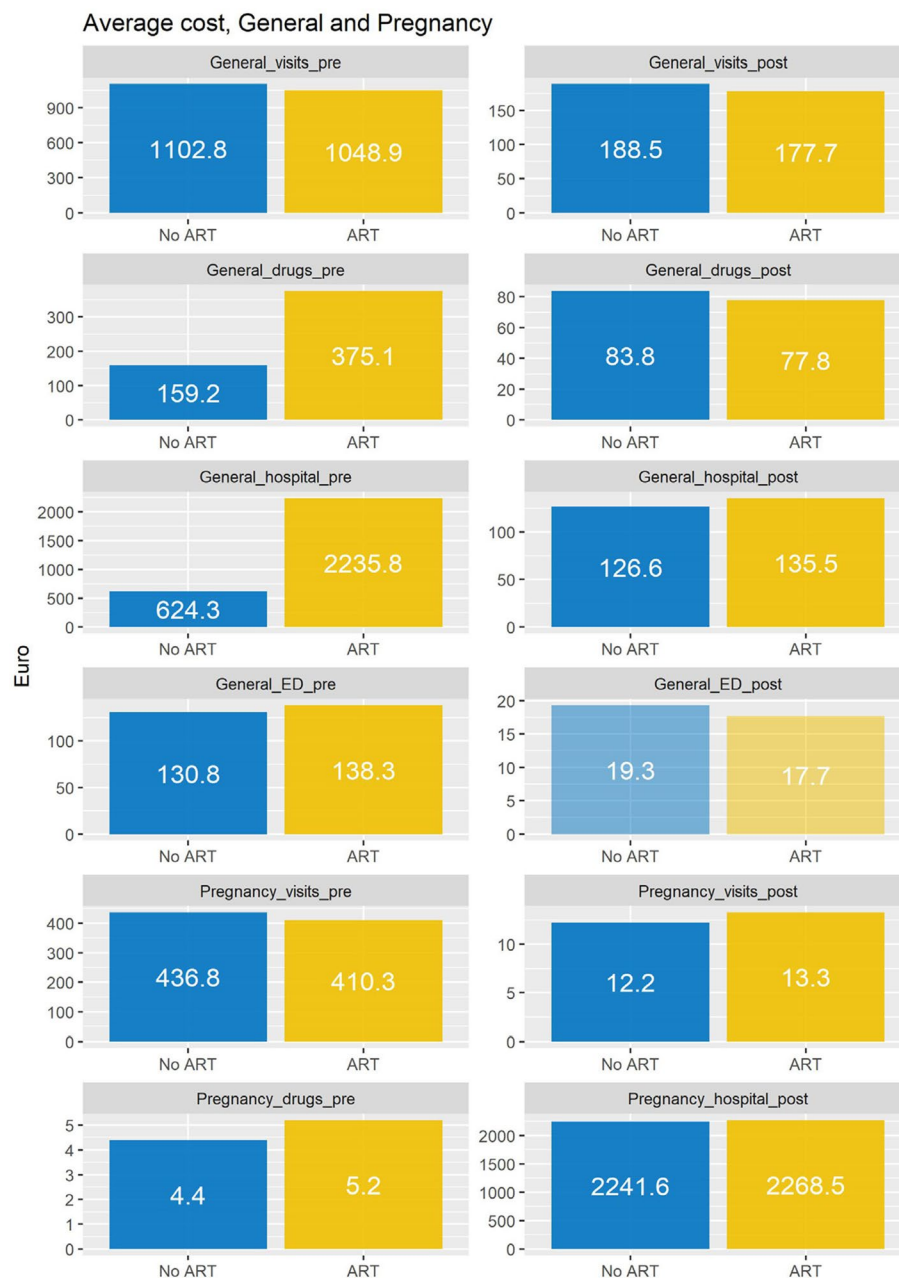 Average cost, General and Pregnancy
Euro
General_visits_pre
900
600
300
0
1102.8
1048.9
No ART
ART
General_visits_post
150
100
50
0
188.5
177.7
No ART
ART
General_drugs_pre
300
200
100
0
159.2
375.1
No ART
ART
General_drugs_post
80
60
40
20
0
83.8
77.8
No ART
ART
General_hospital_pre
2000
1500
1000
500
0
624.3
2235.8
No ART
ART
General_hospital_post
100
50
0
126.6
135.5
No ART
ART
General_ED_pre
100
50
0
130.8
138.3
No ART
ART
General_ED_post
20
15
10
5
0
19.3
17.7
No ART
ART
Pregnancy_visits_pre
400
300
200
100
0
436.8
410.3
No ART
ART
Pregnancy_visits_post
10
5
0
12.2
13.3
No ART
ART
Pregnancy_drugs_pre
5
4
3
2
1
0
4.4
5.2
No ART
ART
Pregnancy_hospital_post
2000
1500
1000
500
0
2241.6
2268.5
No ART
ART